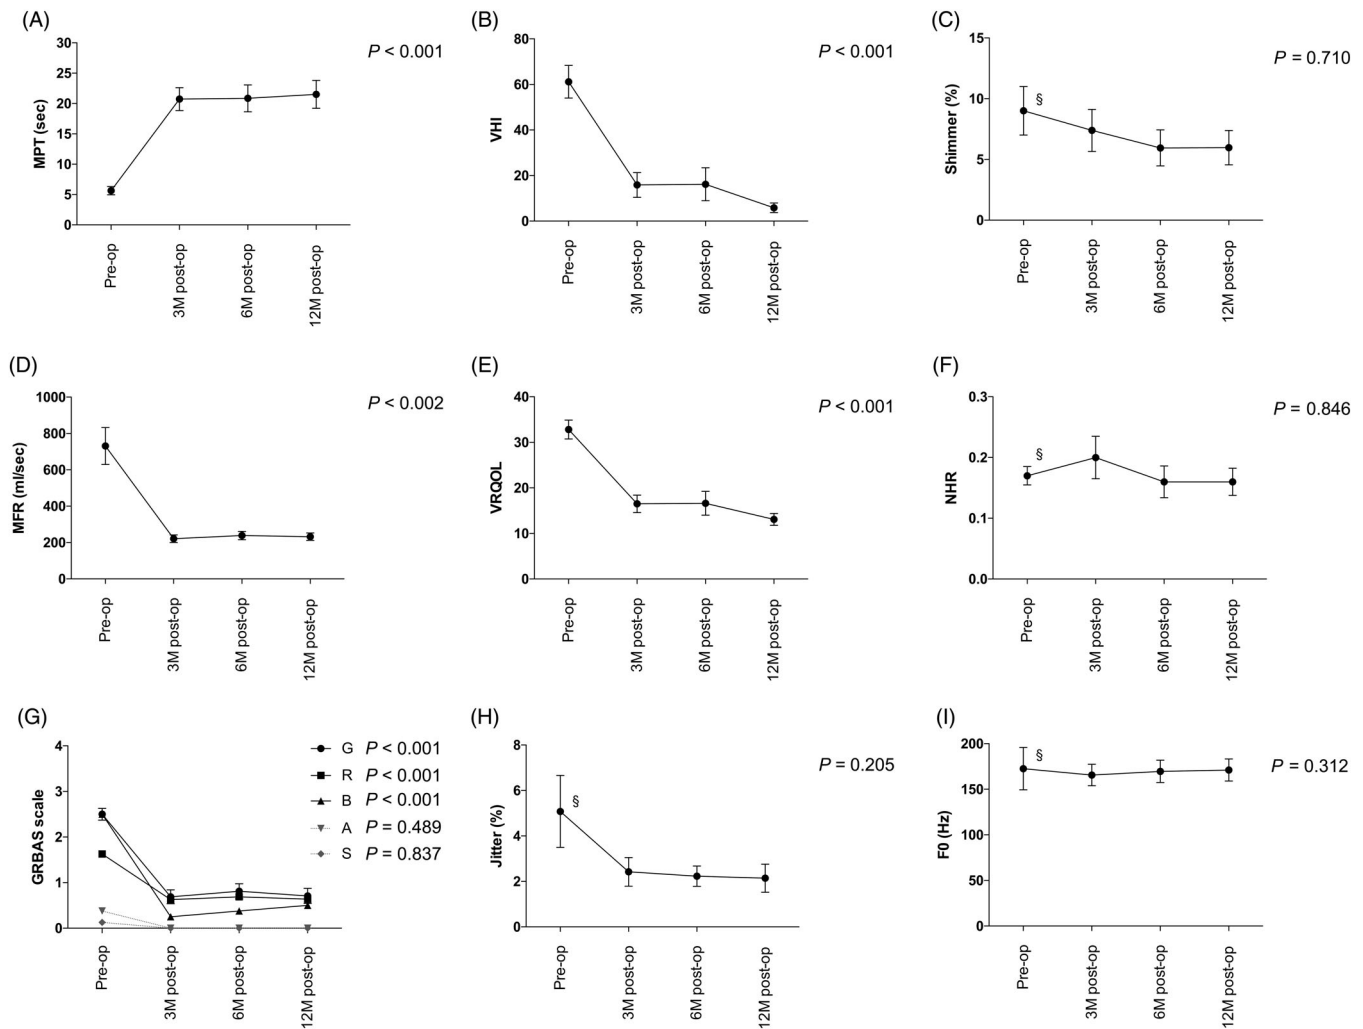 (A)
P < 0.001
MPT (sec)
30
25
20
15
10
5
0
Pre-op
3M post-op
6M post-op
12M post-op
(B)
P < 0.001
VHI
80
60
40
20
0
Pre-op
3M post-op
6M post-op
12M post-op
(C)
P = 0.710
Shimmer (%)
15
10
5
0
§
Pre-op
3M post-op
6M post-op
12M post-op
(D)
P < 0.002
MFR (ml/sec)
1000
800
600
400
200
0
Pre-op
3M post-op
6M post-op
12M post-op
(E)
P < 0.001
VRQOL
40
30
20
10
0
Pre-op
3M post-op
6M post-op
12M post-op
(F)
P = 0.846
NHR
0.3
0.2
0.1
0.0
§
Pre-op
3M post-op
6M post-op
12M post-op
(G)
GRBAS scale
4
3
2
1
0
G P < 0.001
R P < 0.001
B P < 0.001
A P = 0.489
S P = 0.837
Pre-op
3M post-op
6M post-op
12M post-op
(H)
P = 0.205
Jitter (%)
8
6
4
2
0
§
Pre-op
3M post-op
6M post-op
12M post-op
(I)
P = 0.312
F0 (Hz)
200
150
100
50
0
§
Pre-op
3M post-op
6M post-op
12M post-op